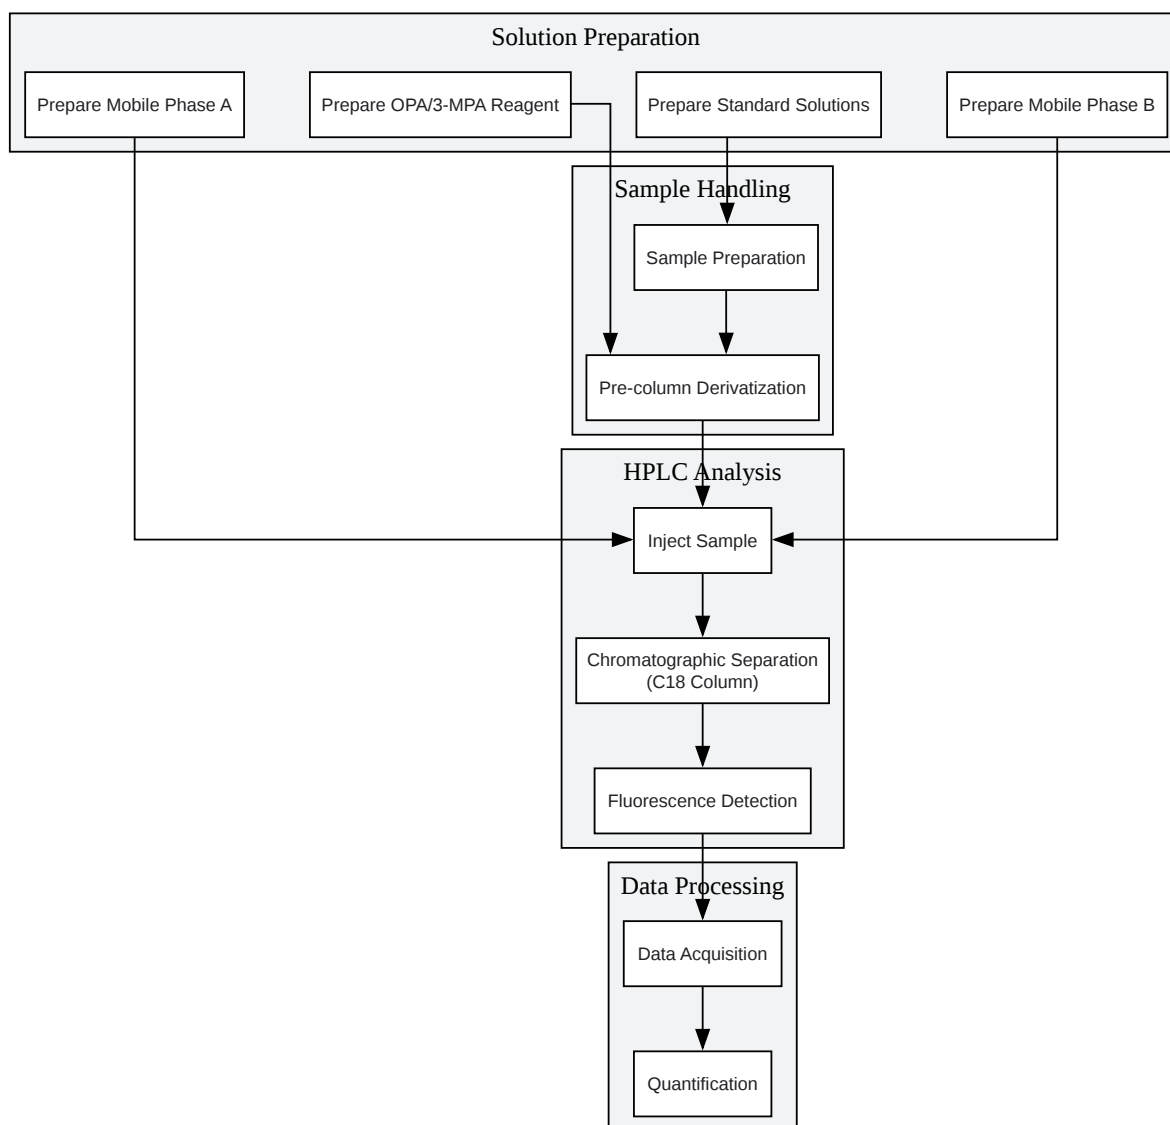 Solution Preparation
Prepare Mobile Phase A
Prepare OPA/3-MPA Reagent
Prepare Standard Solutions
Prepare Mobile Phase B
Sample Handling
Sample Preparation
Pre-column Derivatization
HPLC Analysis
Inject Sample
Chromatographic Separation
(C18 Column)
Fluorescence Detection
Data Processing
Data Acquisition
Quantification